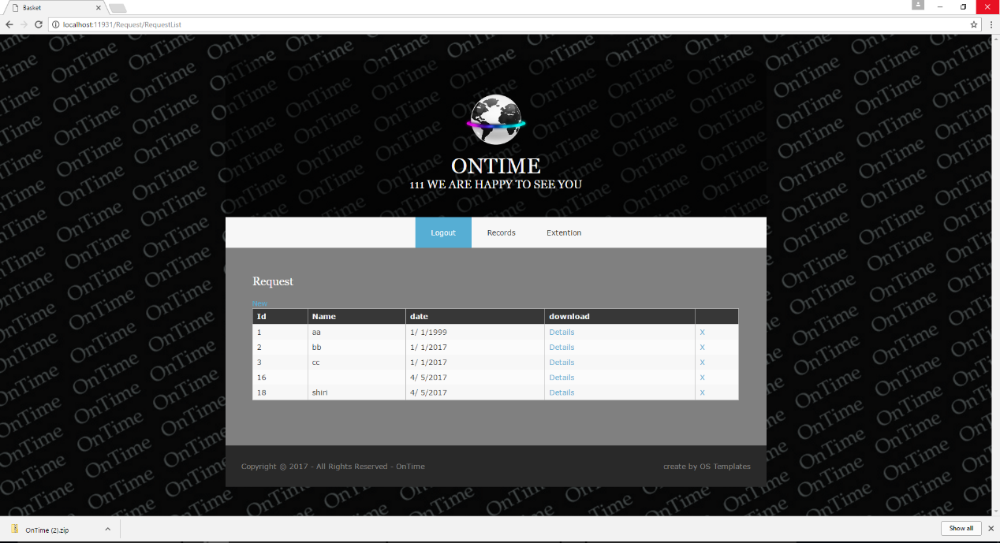 Basket
localhost:11931/Request/RequestList
ONTIME
111 WE ARE HAPPY TO SEE YOU
Logout Records Extention
Request
New
Id Name date download
1 aa 1/ 1/1999 Details X
2 bb 1/ 1/2017 Details X
3 cc 1/ 1/2017 Details X
16 4/ 5/2017 Details X
18 shiri 4/ 5/2017 Details X
Copyright © 2017 - All Rights Reserved - OnTime create by OS Templates
OnTime (2).zip Show all